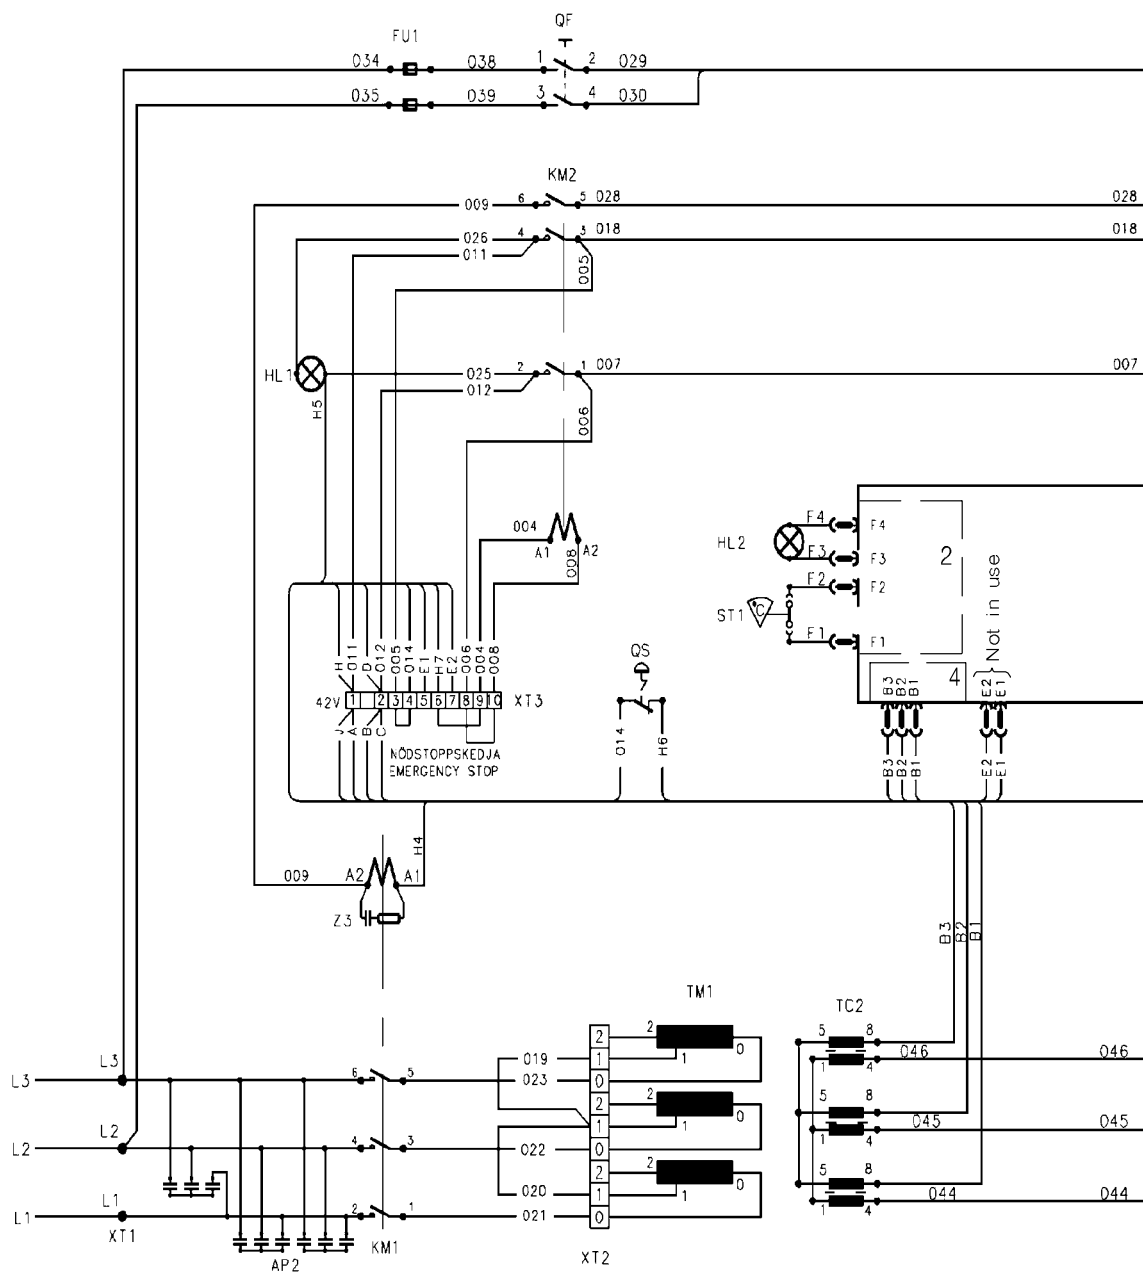 QF
FU1
034 038 1 2 029
035 039 3 4 030
KM2
009 6 5 028 028
026 4 3 018 018
011
005
HL1 025 2 1 007 007
012
H5
006
004 A1 A2
008
F4 F4
HL2
F3 F3
2
F2 F2
ST1 °C
F1 F1
Not in use
4
QS
H 011 D 012 005 014 E1 H7 E2 006 004 008
B3 B2 B1 E2 E1
42V 1 2 3 4 5 6 7 8 9 10 XT3
J A B C
NÖDSTOPPSKEDJA
EMERGENCY STOP
014 H6
B3 B2 B1 E2 E1
H4
009 A2 A1
Z3
B3 B2 B1
TM1 TC2
2 2 5 8
L3 019 1 1 0 1 4 046 046
L3 6 5 023 0
2 2 5 8
L2 1 1 0 1 4 045 045
L2 4 3 022 0
2 2 5 8
020 1 1 0 1 4 044 044
L1 L1 2 1 021 0
XT1 KM1
AP2 XT2